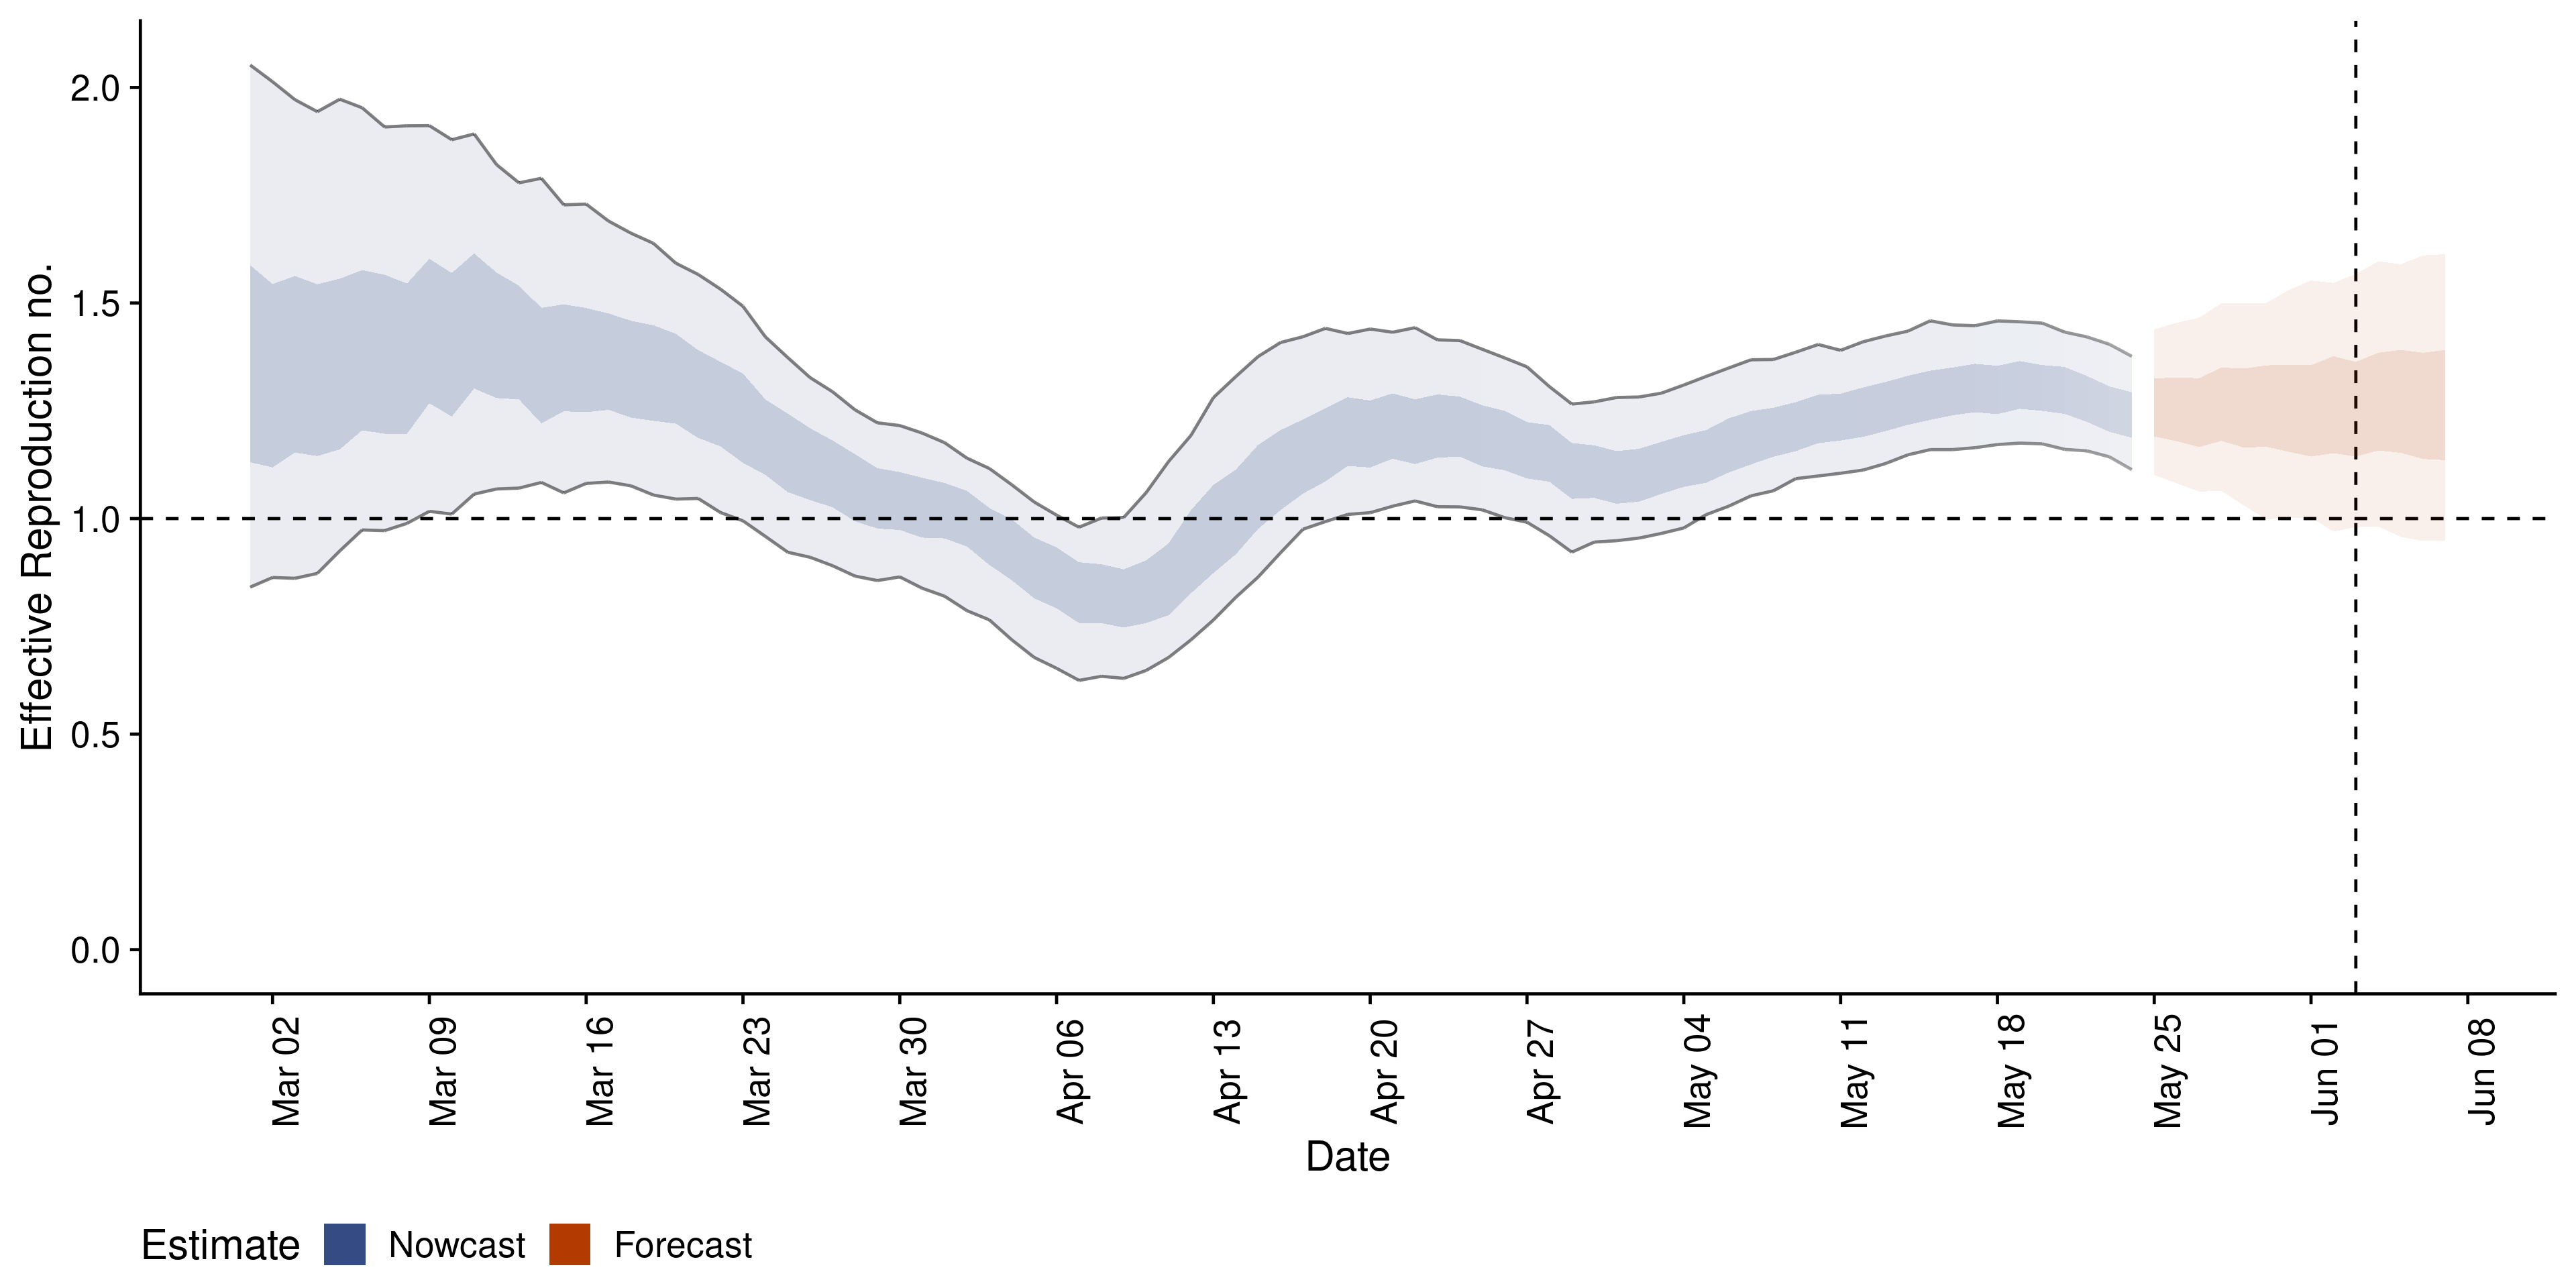 Effective Reproduction no.
2.0
1.5
1.0
0.5
0.0
Mar 02
Mar 09
Mar 16
Mar 23
Mar 30
Apr 06
Apr 13
Apr 20
Apr 27
May 04
May 11
May 18
May 25
Jun 01
Jun 08
Date
Estimate Nowcast Forecast